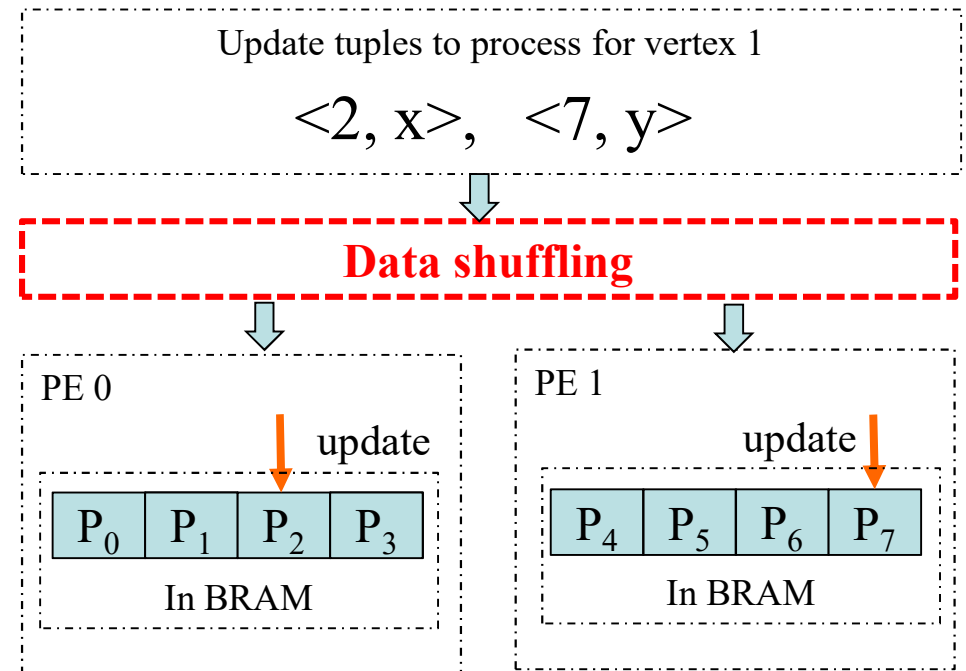 Update tuples to process for vertex 1
<2, x>, <7, y>
Data shuffling
PE 0
update
P₀ P₁ P₂ P₃
In BRAM
PE 1
update
P₄ P₅ P₆ P₇
In BRAM